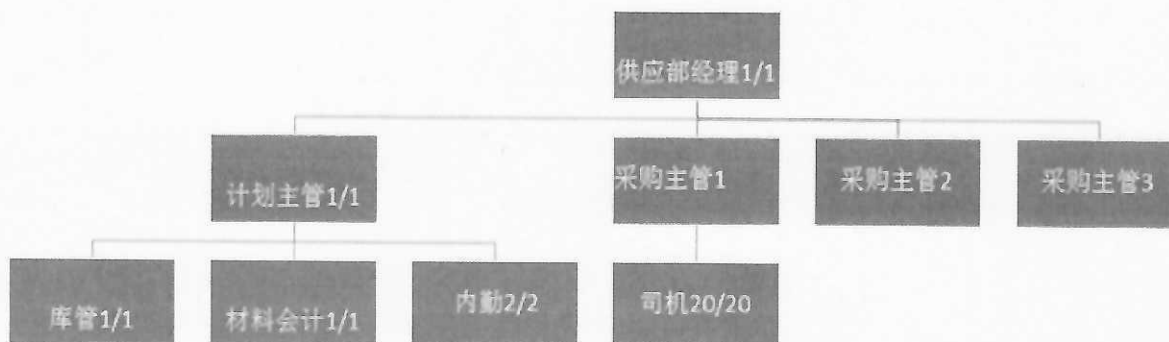 供应部经理1/1
计划主管1/1
采购主管1
采购主管2
采购主管3
库管1/1
材料会计1/1
内勤2/2
司机20/20